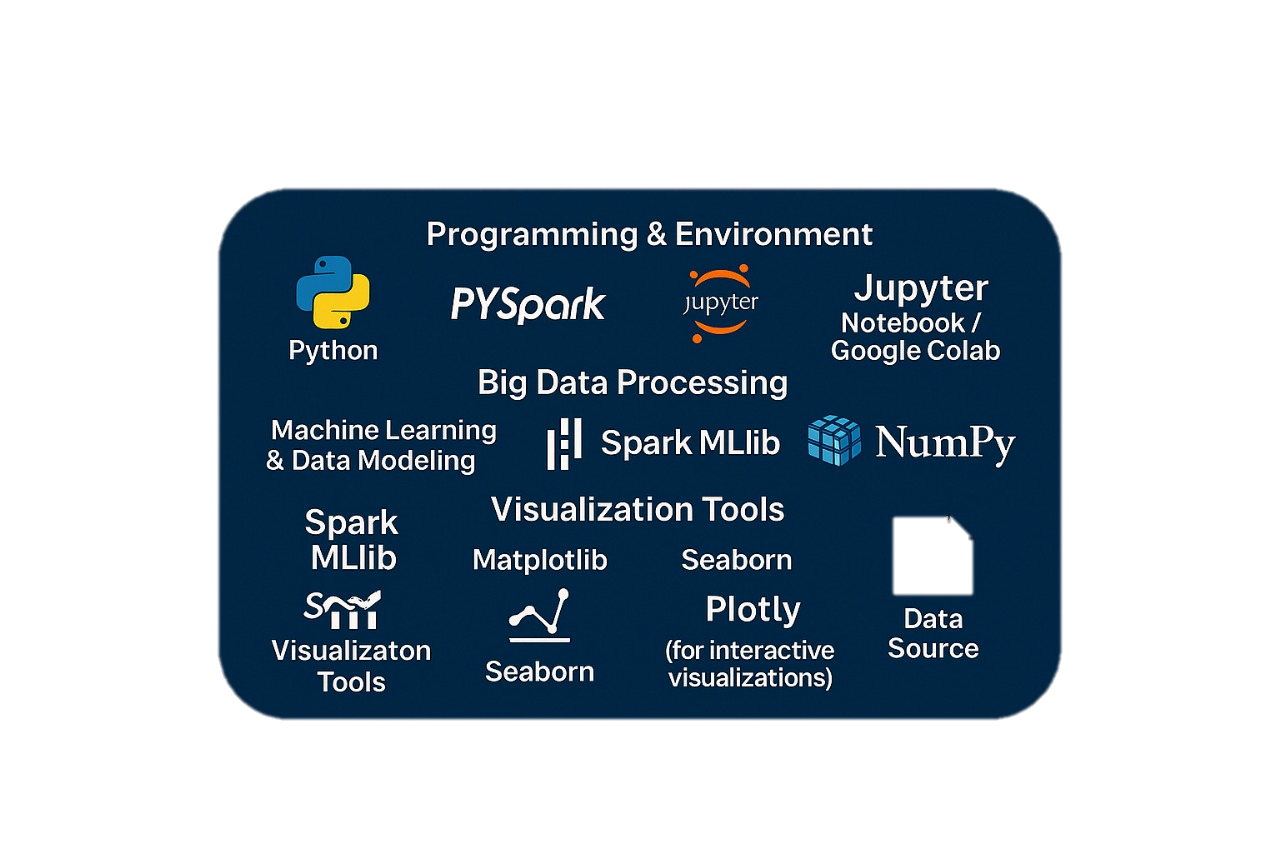 Programming & Environment
Python
PYSpark
jupyter
Jupyter
Notebook /
Google Colab
Big Data Processing
Machine Learning
& Data Modeling
Spark MLlib
NumPy
Visualization Tools
Spark
MLlib
Matplotlib
Seaborn
Visualizaton
Tools
Seaborn
Plotly
(for interactive
visualizations)
Data
Source